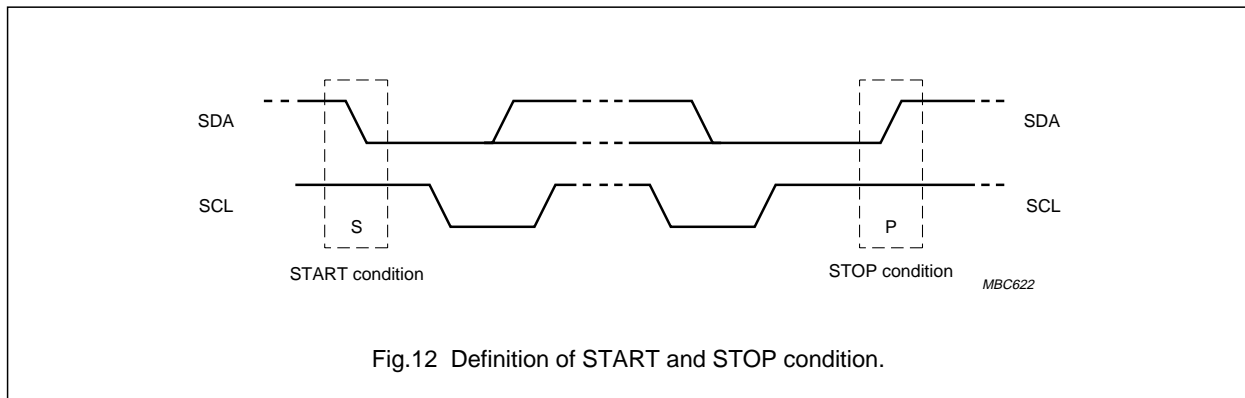 SDA SDA
SCL SCL
S P
START condition STOP condition
MBC622
Fig.12 Definition of START and STOP condition.